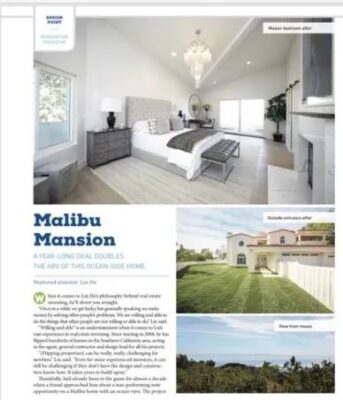 DESIGN
POINT
RENOVATION
ROCKSTAR
Master bedroom after
Malibu
Mansion
A YEAR-LONG DEAL DOUBLES
THE ARV OF THIS OCEAN-SIDE HOME.
Featured investor: Lin He
Outside entrance after
When it comes to Lin He's philosophy behind real estate
investing, he'll shoot you straight.
"Once in a while we get lucky, but generally speaking we make
money by solving other people's problems. We are willing and able to
do the things that other people are not willing or able to do," Lin said.
"Willing and able" is an understatement when it comes to Lin's
vast experience in real estate investing. Since starting in 2008, he has
flipped hundreds of homes in the Southern California area, acting
as the agent, general contractor and design lead for all his projects.
"[Flipping properties] can be really, really challenging for
newbies," Lin said. "Even for more experienced investors, it can
still be challenging if they don't have the design and construction
know-how. It takes years to build again."
Thankfully, he'd already been in the game for almost a decade
when a friend approached him about a non-performing note
opportunity on a Malibu home with an ocean view. The project
View from house